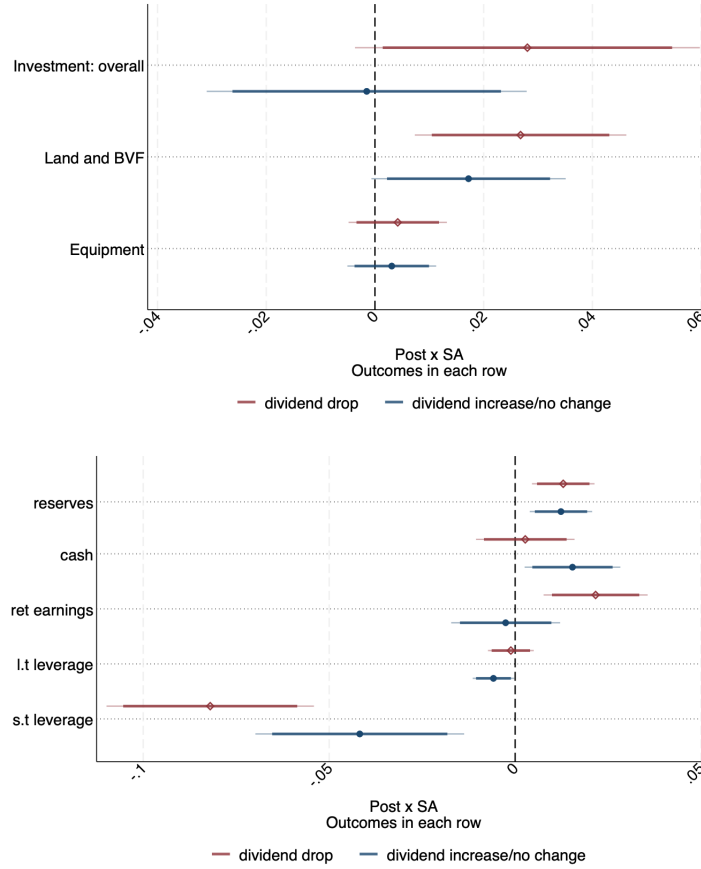 Investment: overall
Land and BVF
Equipment
-.04
-.02
0
.02
.04
.06
Post x SA
Outcomes in each row
dividend drop
dividend increase/no change
reserves
cash
ret earnings
l.t leverage
s.t leverage
-.1
-.05
0
.05
Post x SA
Outcomes in each row
dividend drop
dividend increase/no change